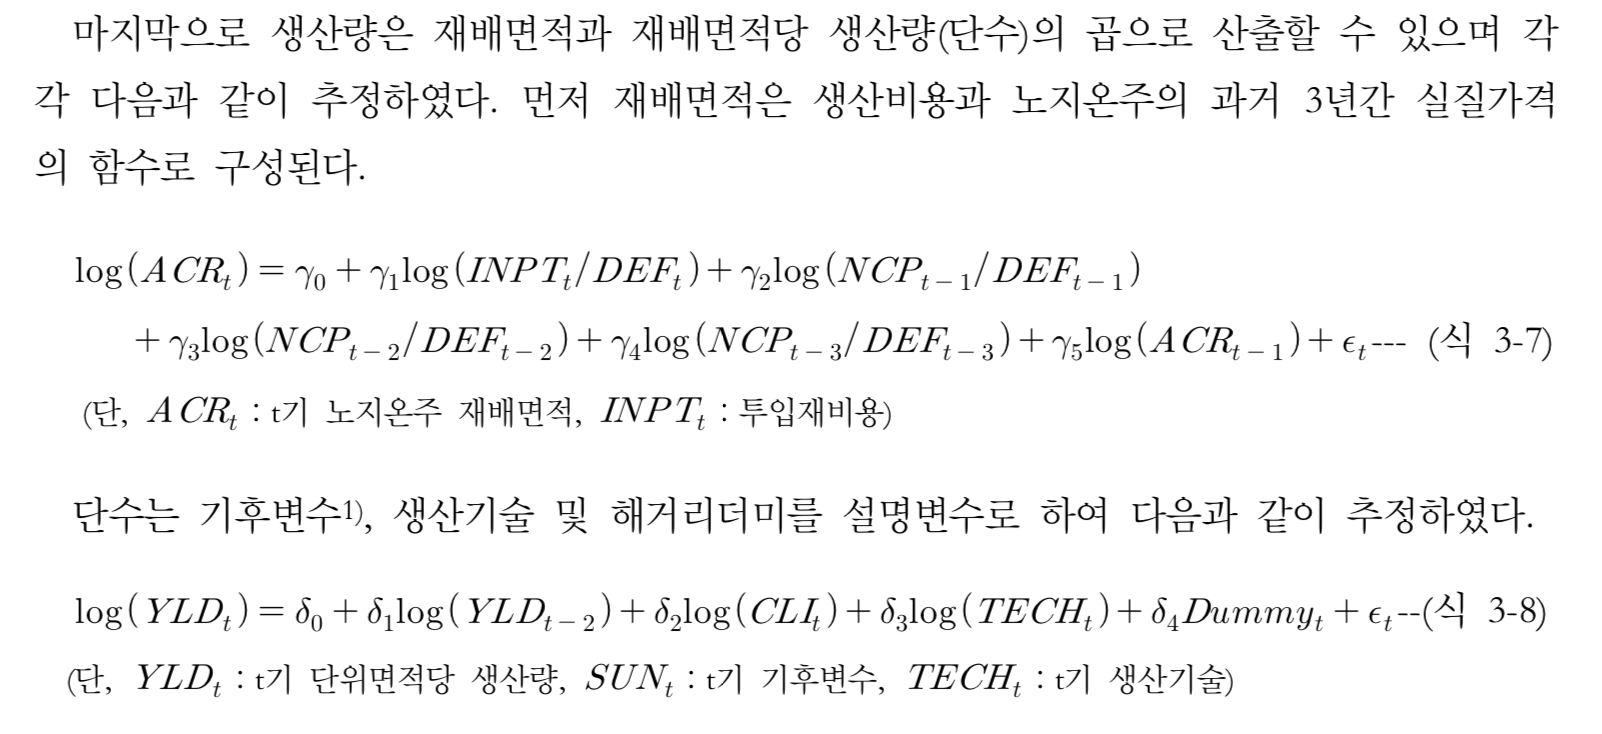 마지막으로 생산량은 재배면적과 재배면적당 생산량(단수)의 곱으로 산출할 수 있으며 각
각 다음과 같이 추정하였다. 먼저 재배면적은 생산비용과 노지온주의 과거 3년간 실질가격
의 함수로 구성된다.
log(ACR_t) = γ_0 + γ_1log(INPT_t/DEF_t) + γ_2log(NCP_{t-1}/DEF_{t-1})
+ γ_3log(NCP_{t-2}/DEF_{t-2}) + γ_4log(NCP_{t-3}/DEF_{t-3}) + γ_5log(ACR_{t-1}) + ϵ_t--- (식 3-7)
(단, ACR_t : t기 노지온주 재배면적, INPT_t : 투입재비용)
단수는 기후변수1), 생산기술 및 해거리더미를 설명변수로 하여 다음과 같이 추정하였다.
log(YLD_t) = δ_0 + δ_1log(YLD_{t-2}) + δ_2log(CLI_t) + δ_3log(TECH_t) + δ_4Dummy_t + ϵ_t--(식 3-8)
(단, YLD_t : t기 단위면적당 생산량, SUN_t : t기 기후변수, TECH_t : t기 생산기술)